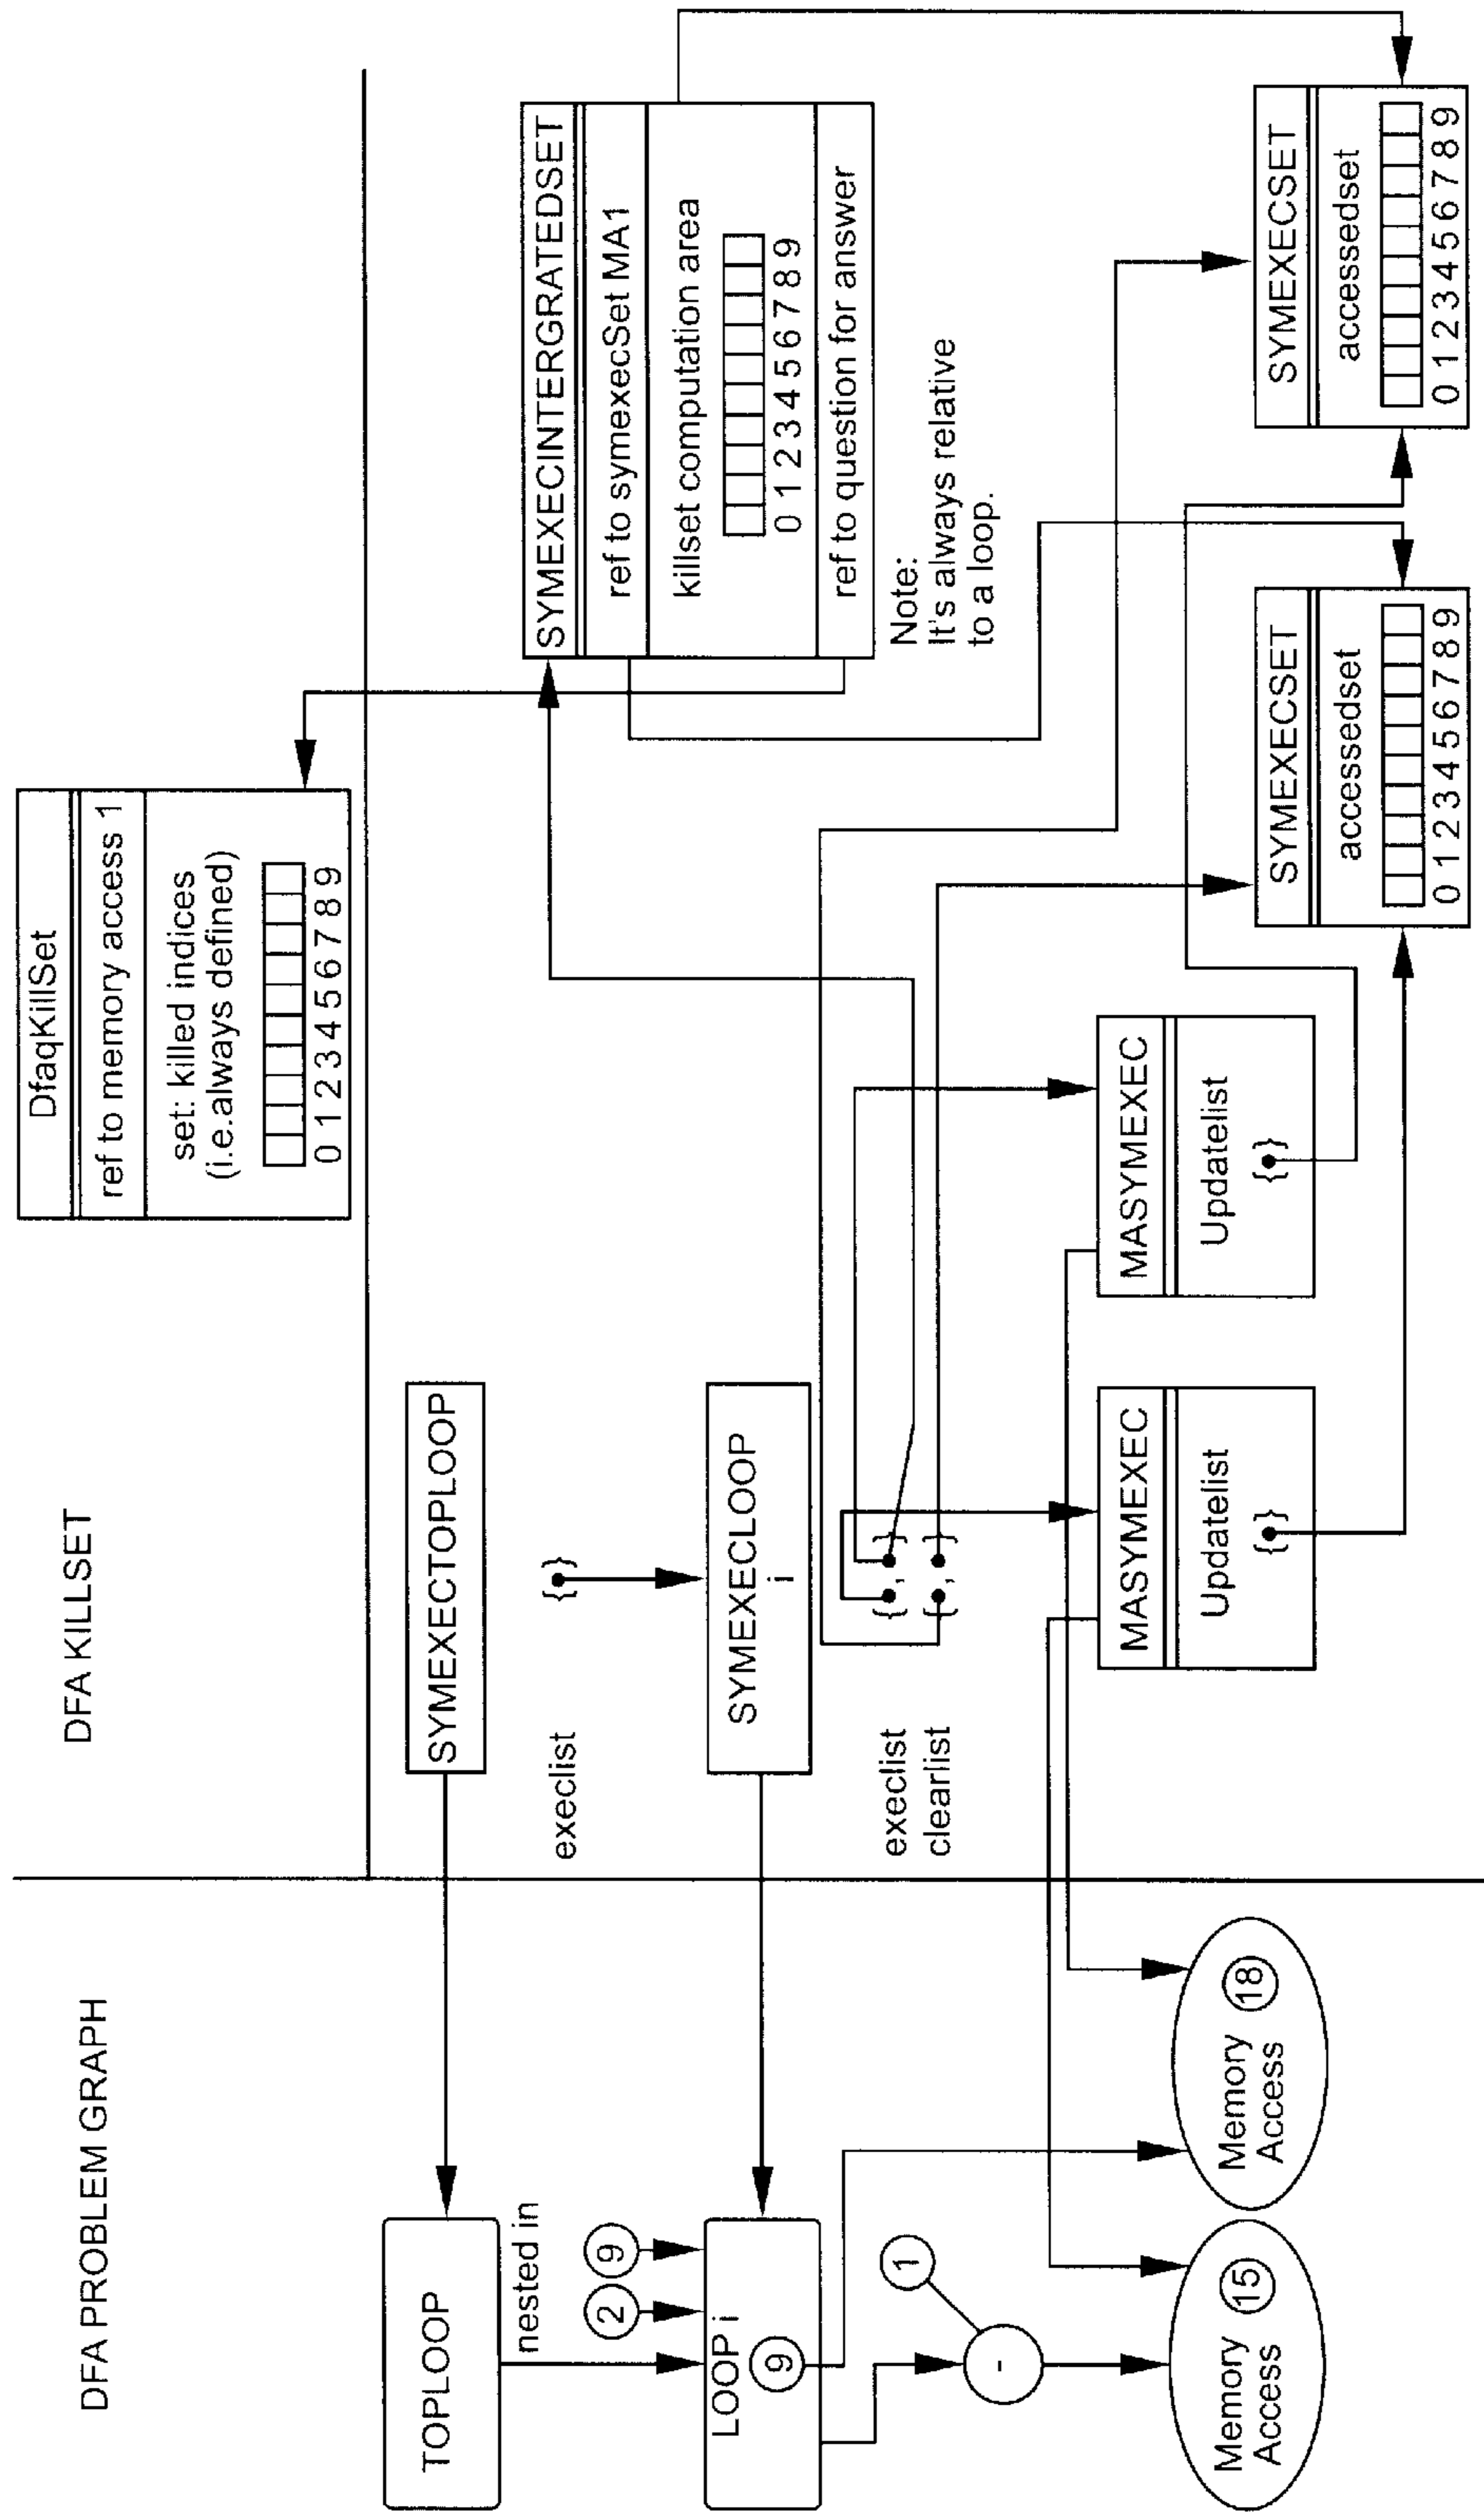 DFA PROBLEM GRAPH
TOPLOOP
nested in
2
9
LOOP i
9
1
-
Memory
Access
15
Memory
Access
18
DFA KILLSET
DfaqKillSet
ref to memory access 1
set: killed indices
(i.e.always defined)
0 1 2 3 4 5 6 7 8 9
SYMEXECTOPLOOP
execlist
{ }
SYMEXECLOOP
i
execlist
{ , }
clearlist
{ , }
MASYMEXEC
Updatelist
{ }
MASYMEXEC
Updatelist
{ }
SYMEXECINTERGRATEDSET
ref to symexecSet MA1
killset computation area
0 1 2 3 4 5 6 7 8 9
ref to question for answer
Note:
It's always relative
to a loop.
SYMEXECSET
accessedset
0 1 2 3 4 5 6 7 8 9
SYMEXECSET
accessedset
0 1 2 3 4 5 6 7 8 9